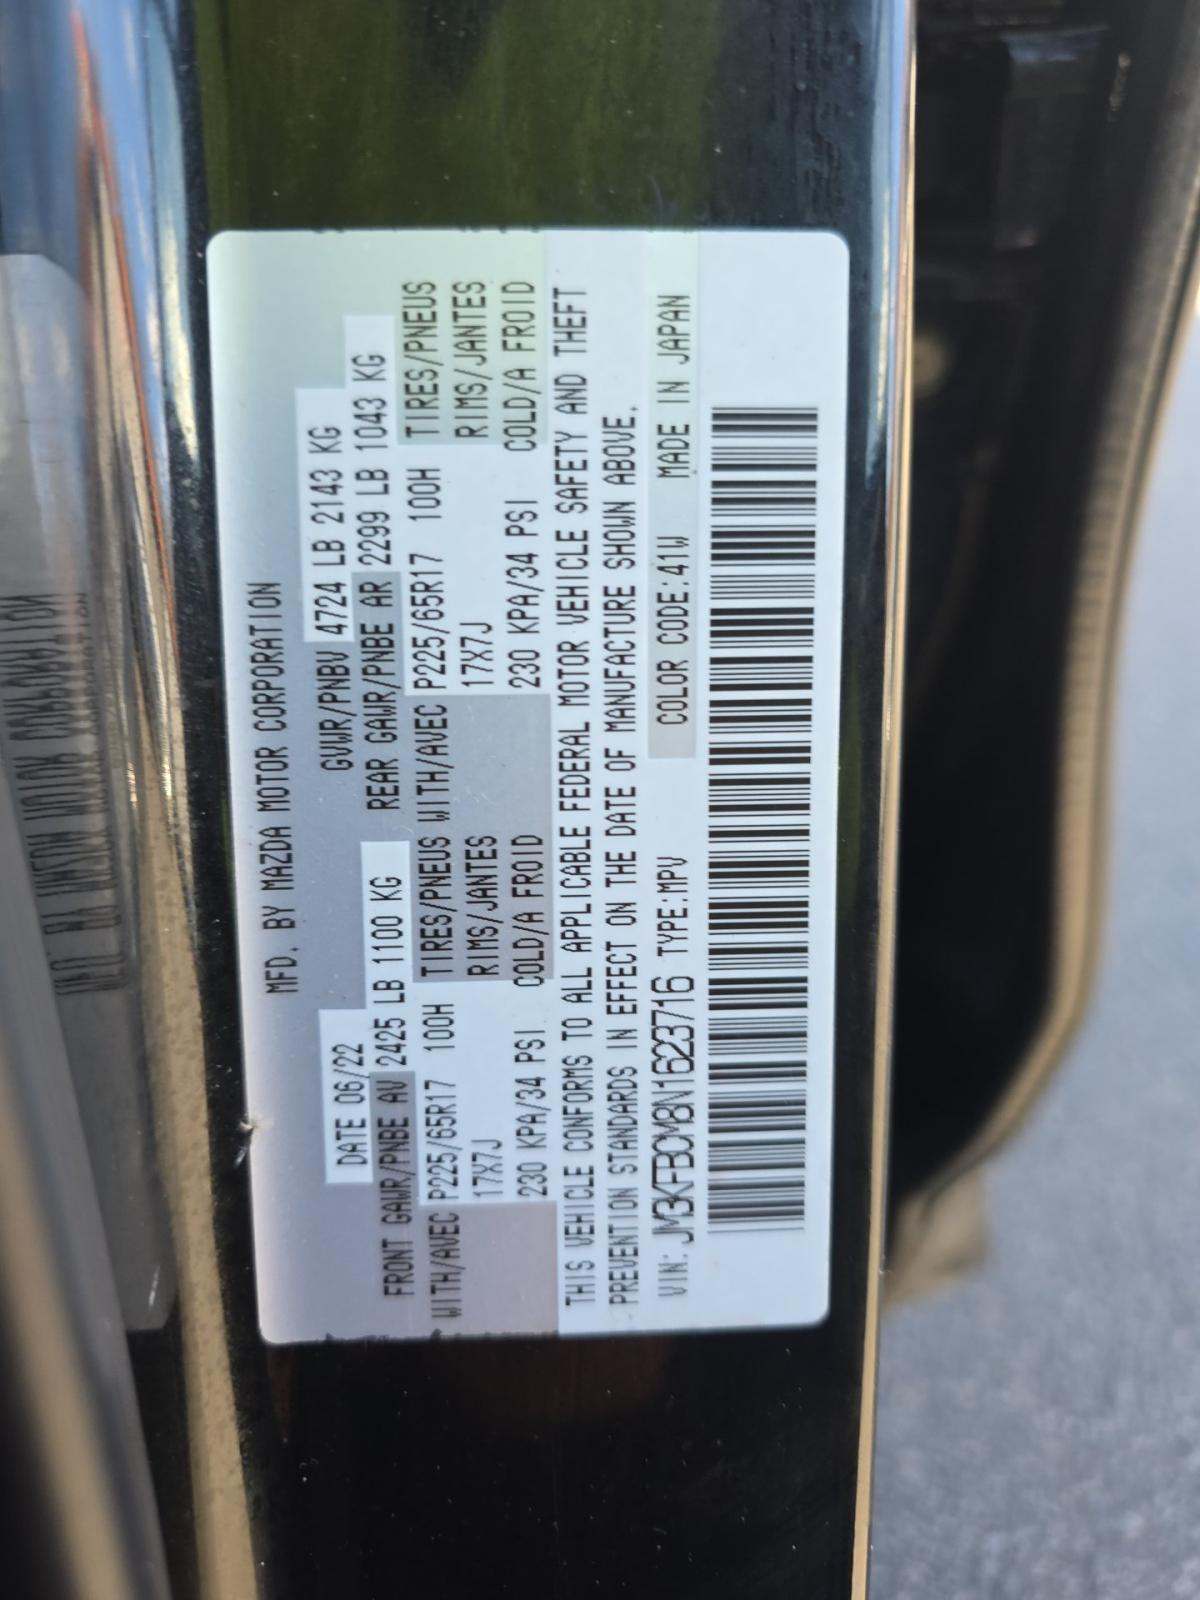 MFD. BY MAZDA MOTOR CORPORATION
DATE 06/22 GVWR/PNBV 4724 LB 2143 KG
FRONT GAWR/PNBE AV 2425 LB 1100 KG REAR GAWR/PNBE AR 2299 LB 1043 KG
WITH/AVEC P225/65R17 100H TIRES/PNEUS WITH/AVEC P225/65R17 100H TIRES/PNEUS
17X7J RIMS/JANTES 17X7J RIMS/JANTES
230 KPA/34 PSI COLD/A FROID 230 KPA/34 PSI COLD/A FROID
THIS VEHICLE CONFORMS TO ALL APPLICABLE FEDERAL MOTOR VEHICLE SAFETY AND THEFT
PREVENTION STANDARDS IN EFFECT ON THE DATE OF MANUFACTURE SHOWN ABOVE.
VIN: JM3KFBCM8N1623716 TYPE:MPV COLOR CODE:41W MADE IN JAPAN